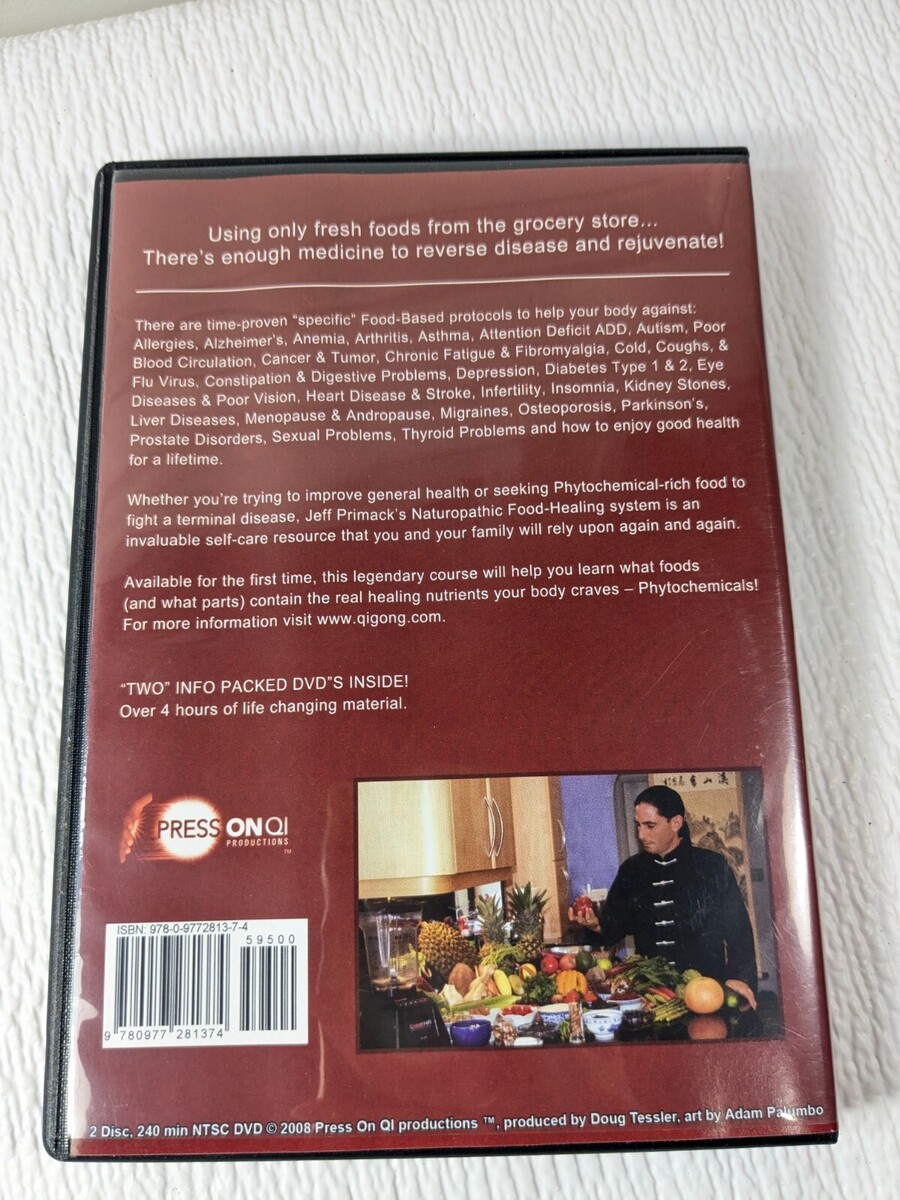 Using only fresh foods from the grocery store...
There's enough medicine to reverse disease and rejuvenate!
There are time-proven "specific" Food-Based protocols to help your body against:
Allergies, Alzheimer's, Anemia, Arthritis, Asthma, Attention Deficit ADD, Autism, Poor
Blood Circulation, Cancer & Tumor, Chronic Fatigue & Fibromyalgia, Cold, Coughs, &
Flu Virus, Constipation & Digestive Problems, Depression, Diabetes Type 1 & 2, Eye
Diseases & Poor Vision, Heart Disease & Stroke, Infertility, Insomnia, Kidney Stones,
Liver Diseases, Menopause & Andropause, Migraines, Osteoporosis, Parkinson's,
Prostate Disorders, Sexual Problems, Thyroid Problems and how to enjoy good health
for a lifetime.
Whether you're trying to improve general health or seeking Phytochemical-rich food to
fight a terminal disease, Jeff Primack's Naturopathic Food-Healing system is an
invaluable self-care resource that you and your family will rely upon again and again.
Available for the first time, this legendary course will help you learn what foods
(and what parts) contain the real healing nutrients your body craves – Phytochemicals!
For more information visit www.qigong.com.
"TWO" INFO PACKED DVD"S INSIDE!
Over 4 hours of life changing material.
PRESS ON QI
PRODUCTIONS
TM
ISBN: 978-0-9772813-7-4
59500
9 780977 281374
2 Disc, 240 min NTSC DVD © 2008 Press On QI productions ™, produced by Doug Tessler, art by Adam Palumbo